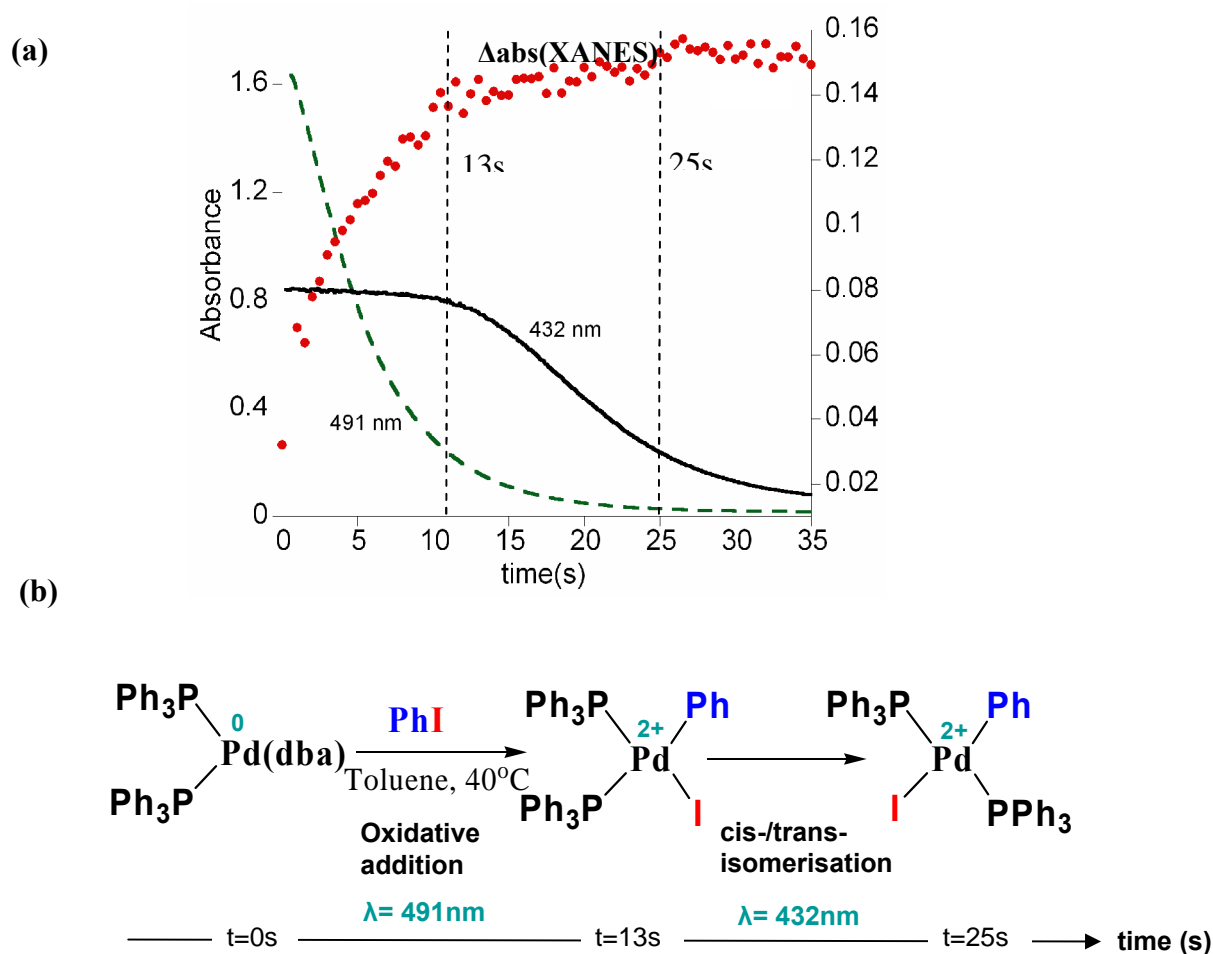 (a)
Δabs(XANES)
0.16
1.6
0.14
13s
25s
0.12
1.2
0.1
Absorbance
0.8
0.08
432 nm
0.06
0.4
491 nm
0.04
0.02
0
0 5 10 15 20 25 30 35
time(s)
(b)
Ph3P Ph3P Ph Ph3P Ph
0 PhI 2+ 2+
Pd(dba) Pd Pd
Toluene, 40°C
Ph3P Ph3P I I PPh3
Oxidative cis-/trans-
addition isomerisation
λ= 491nm λ= 432nm
t=0s t=13s t=25s time (s)